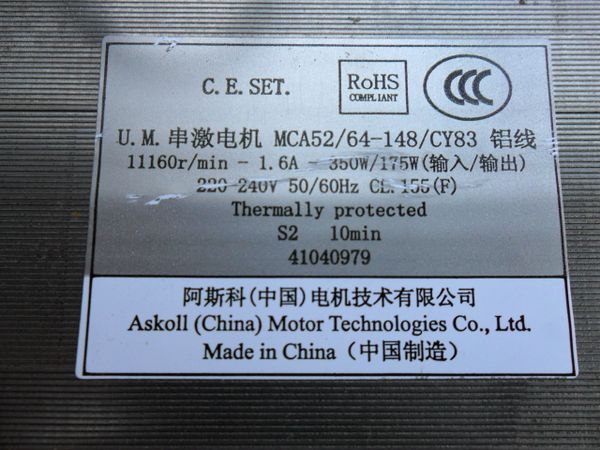 C.E.SET.
RoHS
COMPLIANT
CCC
U.M.串激电机 MCA52/64-148/CY83 铝线
11160r/min - 1.6A - 350W/175W(输入/输出)
220-240V 50/60Hz CL.155(F)
Thermally protected
S2 10min
41040979
阿斯科(中国)电机技术有限公司
Askoll (China) Motor Technologies Co., Ltd.
Made in China（中国制造）